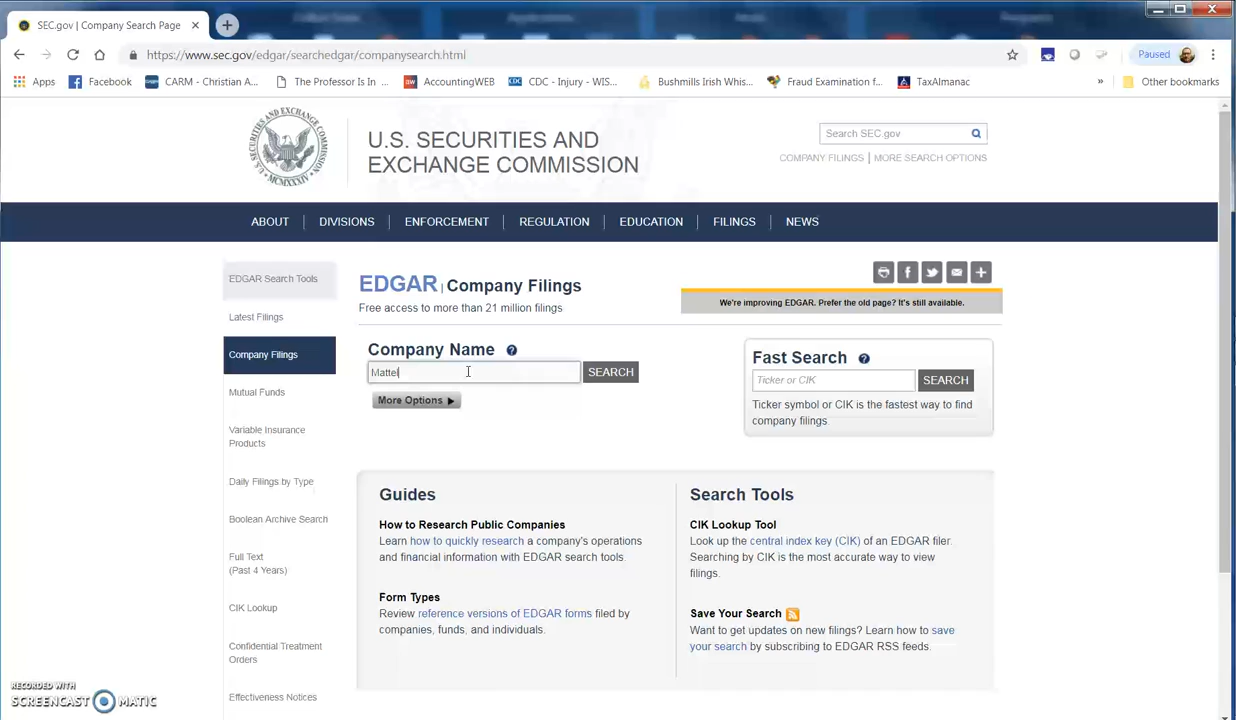 SEC.gov | Company Search Page
https://www.sec.gov/edgar/searchedgar/companysearch.html
Paused
Apps
Facebook
CARM - Christian A...
The Professor Is In ...
AccountingWEB
CDC - Injury - WIS...
Bushmills Irish Whis...
Fraud Examination f...
TaxAlmanac
»
Other bookmarks
U.S. SECURITIES AND
EXCHANGE COMMISSION
Search SEC.gov
COMPANY FILINGS | MORE SEARCH OPTIONS
ABOUT
DIVISIONS
ENFORCEMENT
REGULATION
EDUCATION
FILINGS
NEWS
EDGAR Search Tools
Latest Filings
Company Filings
Mutual Funds
Variable Insurance
Products
Daily Filings by Type
Boolean Archive Search
Full Text
(Past 4 Years)
CIK Lookup
Confidential Treatment
Orders
Effectiveness Notices
EDGAR | Company Filings
Free access to more than 21 million filings
We're improving EDGAR. Prefer the old page? It's still available.
Company Name
Mattel
SEARCH
More Options
Fast Search
Ticker or CIK
SEARCH
Ticker symbol or CIK is the fastest way to find
company filings.
Guides
How to Research Public Companies
Learn how to quickly research a company's operations
and financial information with EDGAR search tools.
Form Types
Review reference versions of EDGAR forms filed by
companies, funds, and individuals.
Search Tools
CIK Lookup Tool
Look up the central index key (CIK) of an EDGAR filer.
Searching by CIK is the most accurate way to view
filings.
Save Your Search
Want to get updates on new filings? Learn how to save
your search by subscribing to EDGAR RSS feeds.
RECORDED WITH
SCREENCAST MATIC